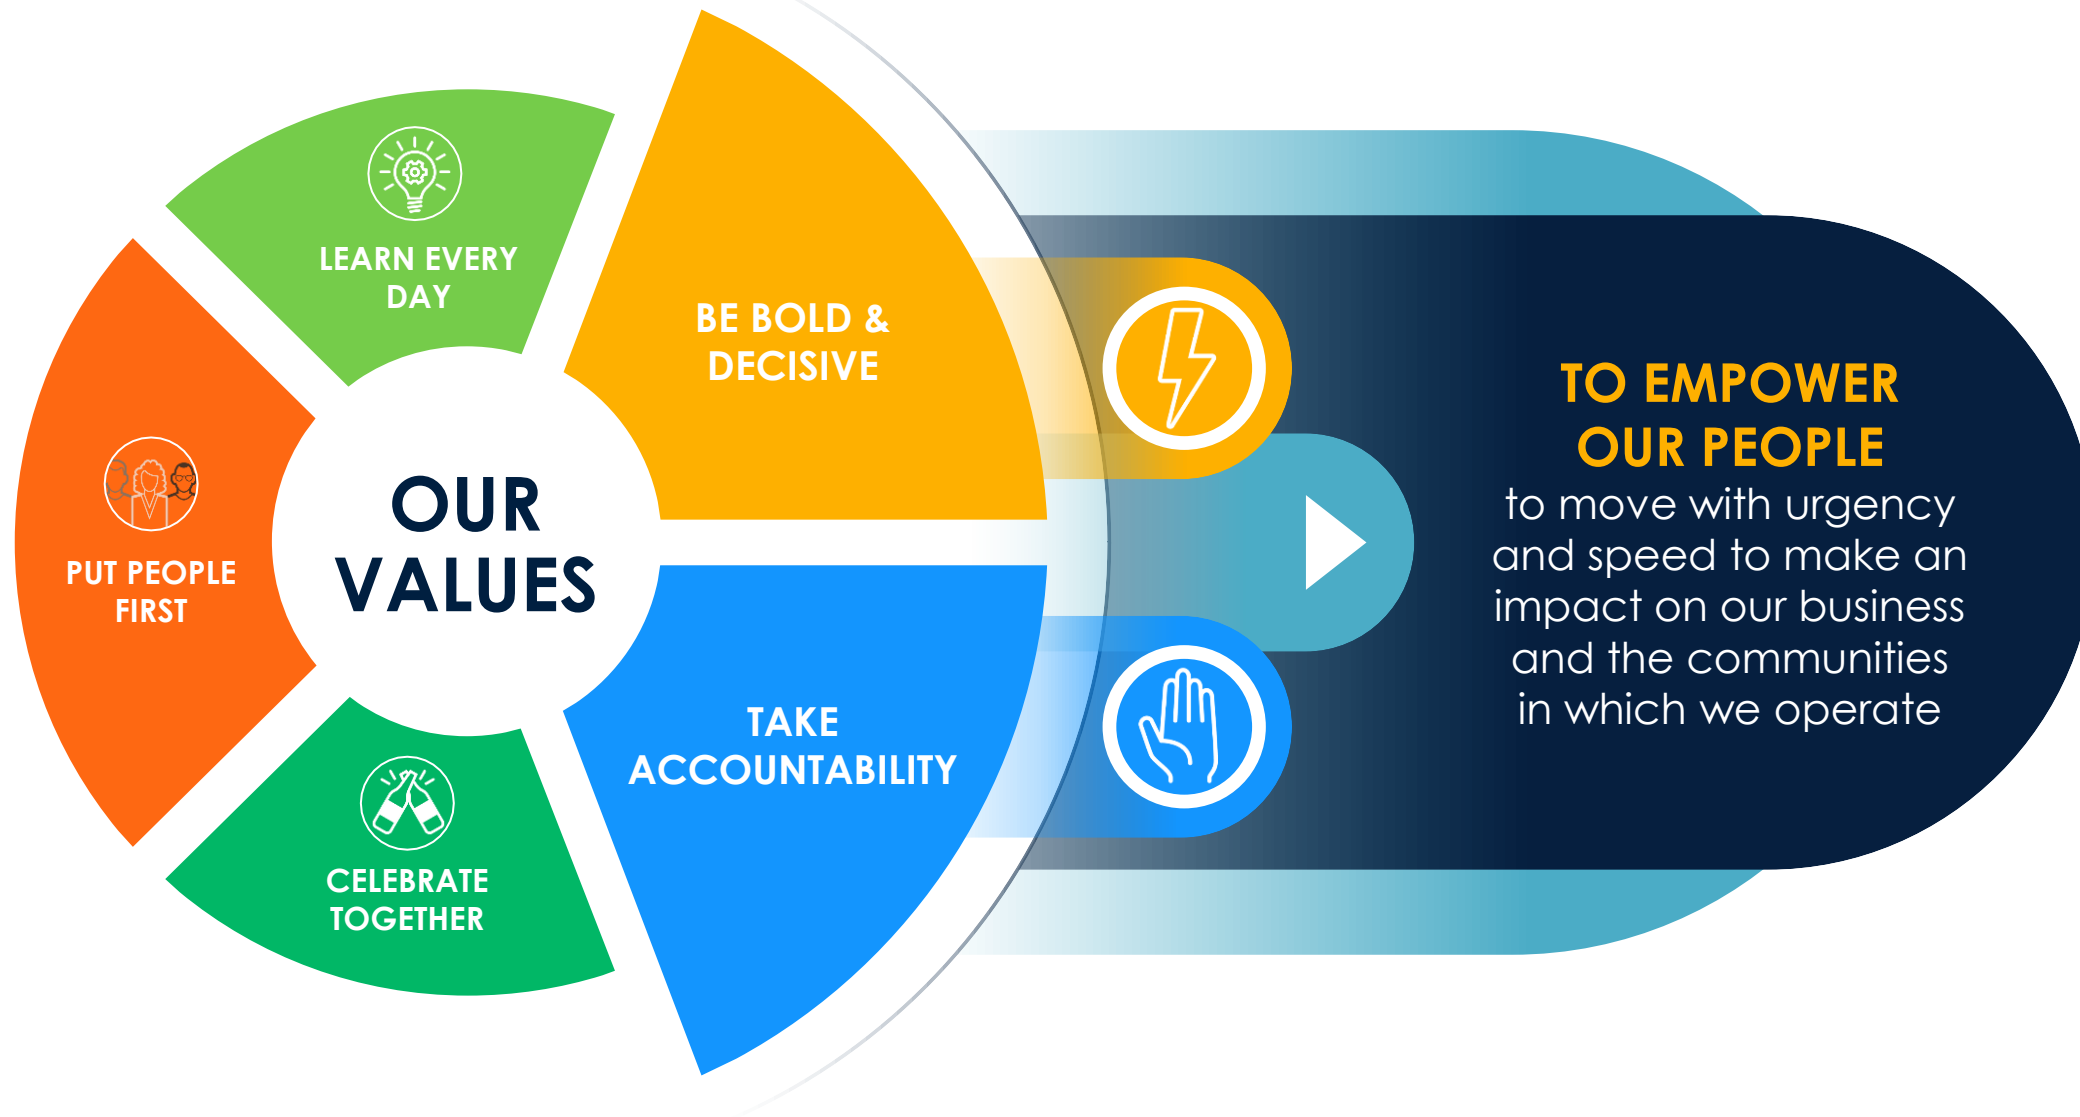 LEARN EVERY
DAY
BE BOLD &
DECISIVE
PUT PEOPLE
FIRST
OUR
VALUES
TAKE
ACCOUNTABILITY
CELEBRATE
TOGETHER
TO EMPOWER
OUR PEOPLE
to move with urgency
and speed to make an
impact on our business
and the communities
in which we operate